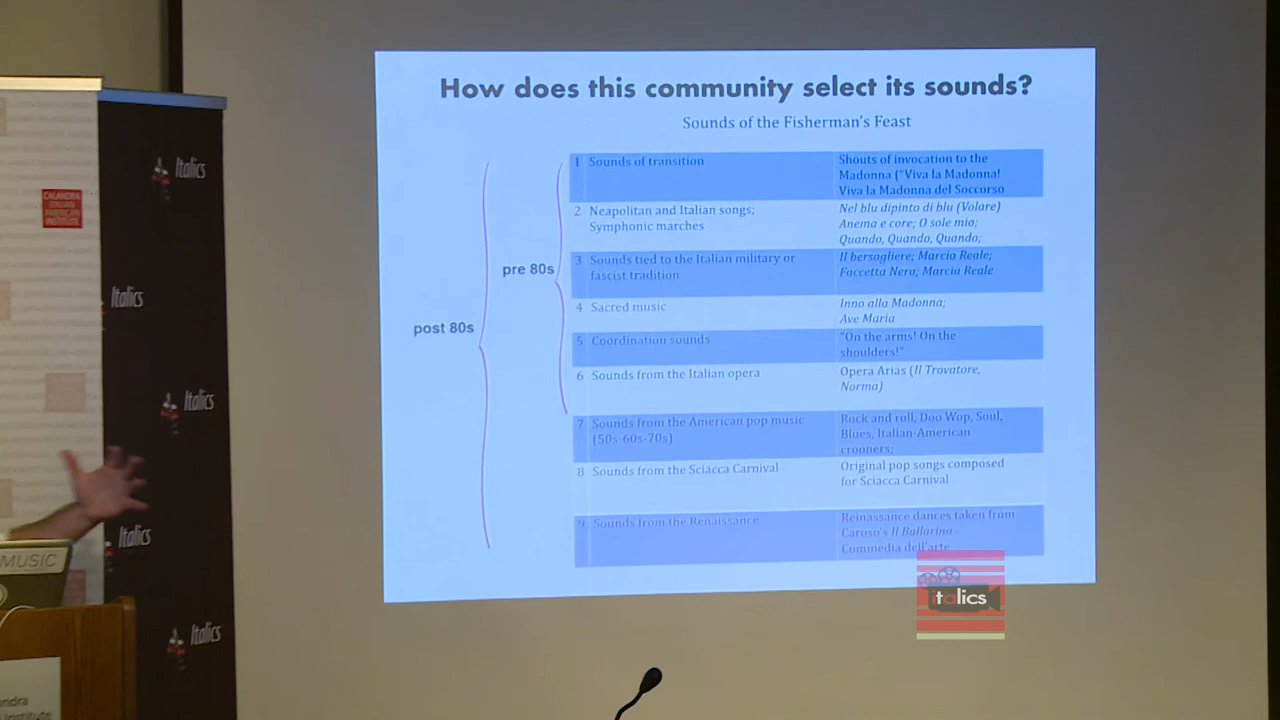 How does this community select its sounds?
Sounds of the Fisherman's Feast
1 Sounds of transition
Shouts of invocation to the
Madonna ("Viva la Madonna!
Viva la Madonna del Soccorso
2 Neapolitan and Italian songs;
Symphonic marches
Nel blu dipinto di blu (Volare)
Anema e core; O sole mio;
Quando, Quando, Quando;
3 Sounds tied to the Italian military or
fascist tradition
Il bersagliere; Marcia Reale;
Faccetta Nera; Marcia Reale
4 Sacred music
Inno alla Madonna;
Ave Maria
5 Coordination sounds
"On the arms! On the
shoulders!"
6 Sounds from the Italian opera
Opera Arias (Il Trovatore,
Norma)
7 Sounds from the American pop music
(50s-60s-70s)
Rock and roll, Doo Wop, Soul,
Blues, Italian-American
crooners;
8 Sounds from the Sciacca Carnival
Original pop songs composed
for Sciacca Carnival
9 Sounds from the Renaissance
Reinassance dances taken from
Caroso's Il Ballarino -
Commedia dell'arte
pre 80s
post 80s
Italics
CALANDRA
ITALIAN
AMERICAN
INSTITUTE
Italics
Italics
Italics
Italics
MUSIC
italics
ndra
Institute